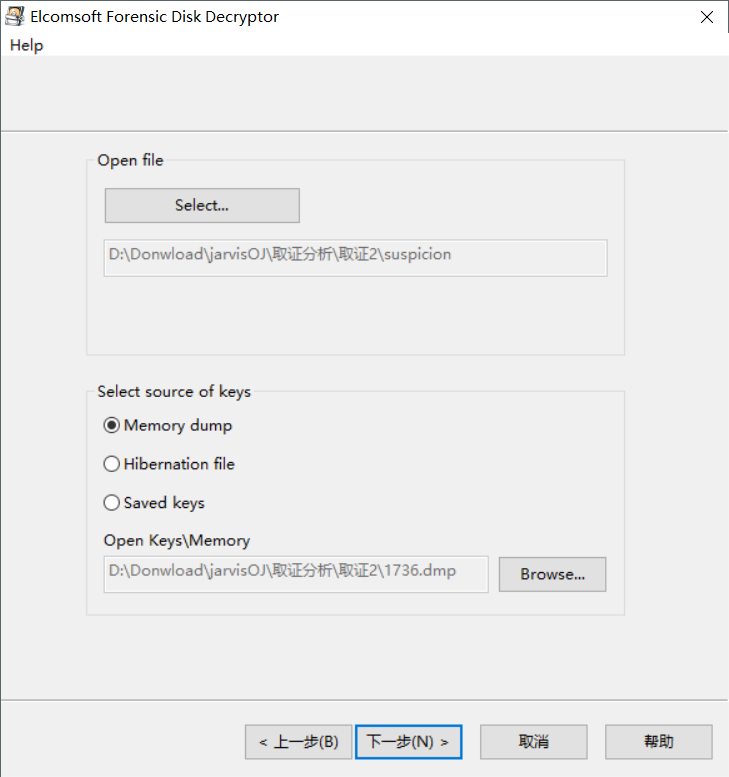 Elcomsoft Forensic Disk Decryptor
Help
Open file
Select...
D:\Donwload\jarvisOJ\取证分析\取证2\suspicion
Select source of keys
Memory dump
Hibernation file
Saved keys
Open Keys\Memory
D:\Donwload\jarvisOJ\取证分析\取证2\1736.dmp
Browse...
< 上一步(B) 下一步(N) > 取消 帮助